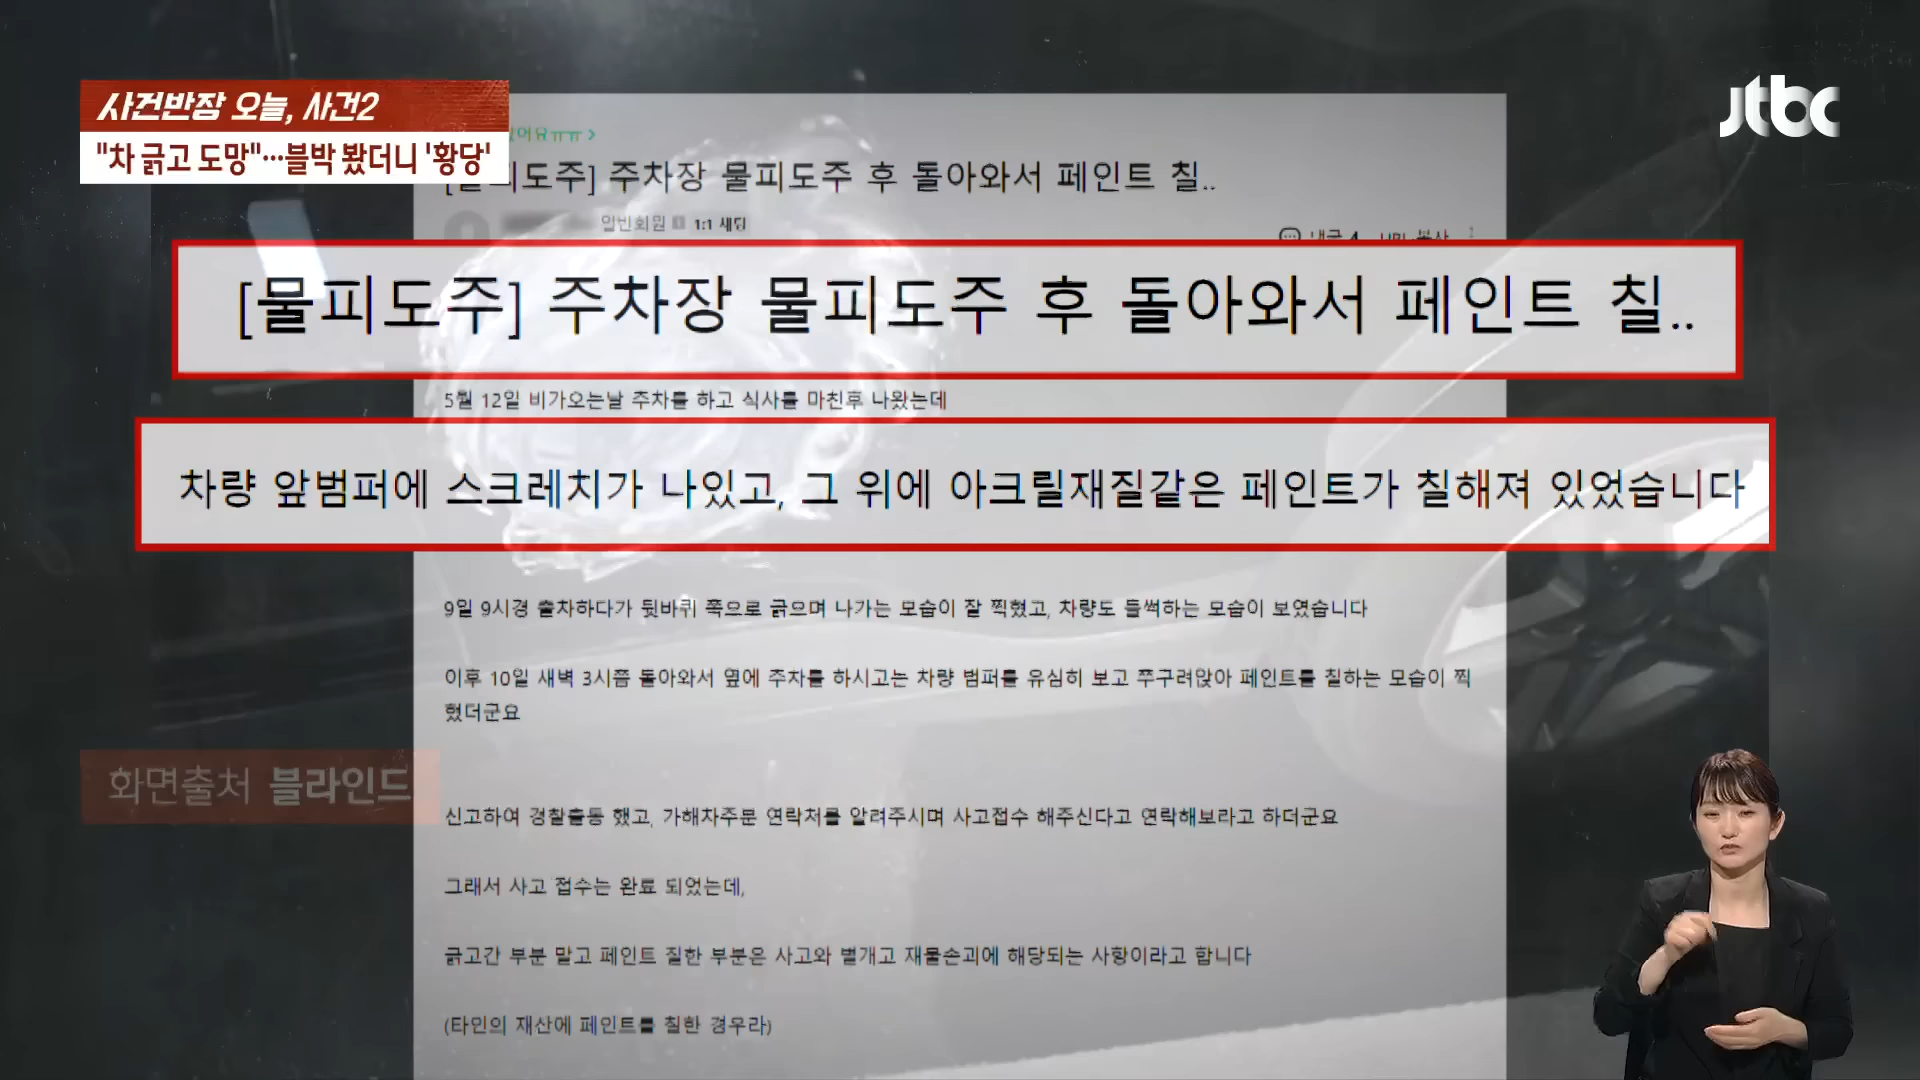 사건반장 오늘, 사건2
"차 긁고 도망"…블박 봤더니 '황당'
jtbc
주차장 물피도주 후 돌아와서 페인트 칠..
일반회원 1:1 채팅
[물피도주] 주차장 물피도주 후 돌아와서 페인트 칠..
5월 12일 비가오는날 주차를 하고 식사를 마친후 나왔는데
차량 앞범퍼에 스크레치가 나있고, 그 위에 아크릴재질같은 페인트가 칠해져 있었습니다
9일 9시경 출차하다가 뒷바퀴 쪽으로 긁으며 나가는 모습이 잘 찍혔고, 차량도 들썩하는 모습이 보였습니다
이후 10일 새벽 3시쯤 돌아와서 옆에 주차를 하시고는 차량 범퍼를 유심히 보고 쭈구려앉아 페인트를 칠하는 모습이 찍
혔더군요
화면출처 블라인드
신고하여 경찰출동 했고, 가해차주분 연락처를 알려주시며 사고접수 해주신다고 연락해보라고 하더군요
그래서 사고 접수는 완료 되었는데,
긁고간 부분 말고 페인트 칠한 부분은 사고와 별개고 재물손괴에 해당되는 사항이라고 합니다
(타인의 재산에 페인트를 칠한 경우라)